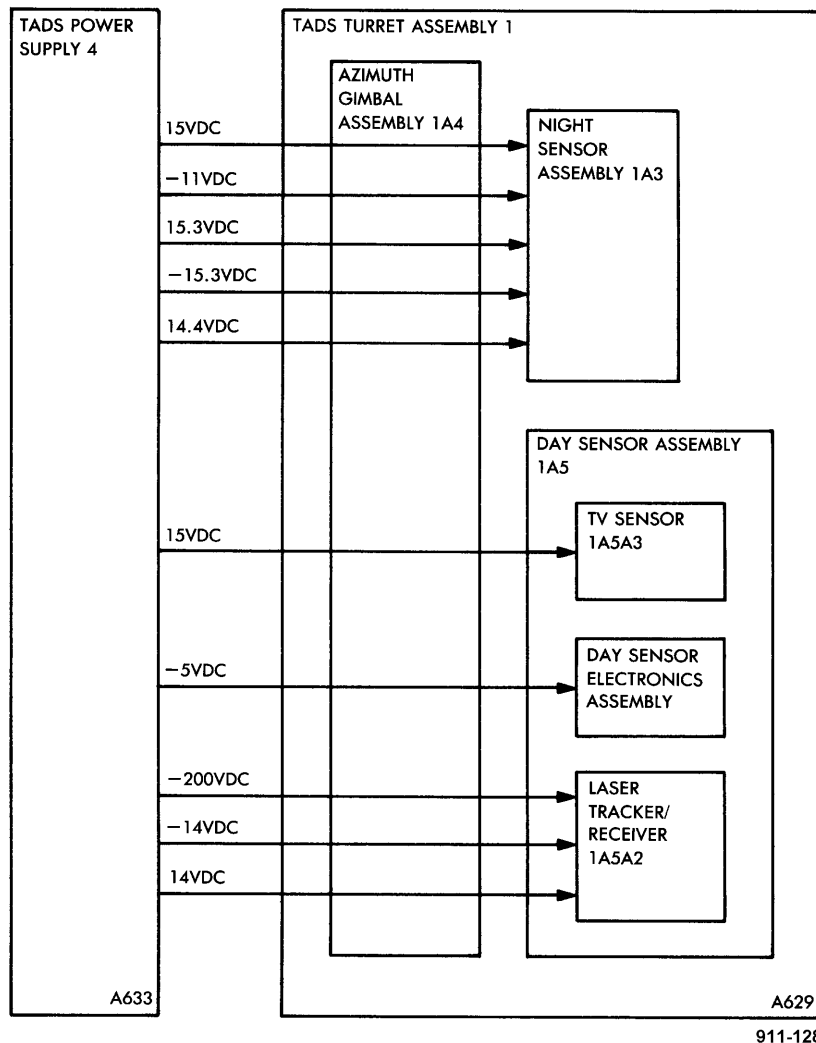 TADS POWER
SUPPLY 4
TADS TURRET ASSEMBLY 1
AZIMUTH
GIMBAL
ASSEMBLY 1A4
NIGHT
SENSOR
ASSEMBLY 1A3
15VDC
−11VDC
15.3VDC
−15.3VDC
14.4VDC
DAY SENSOR ASSEMBLY
1A5
TV SENSOR
1A5A3
15VDC
DAY SENSOR
ELECTRONICS
ASSEMBLY
−5VDC
LASER
TRACKER/
RECEIVER
1A5A2
−200VDC
−14VDC
14VDC
A633
A629
911-128